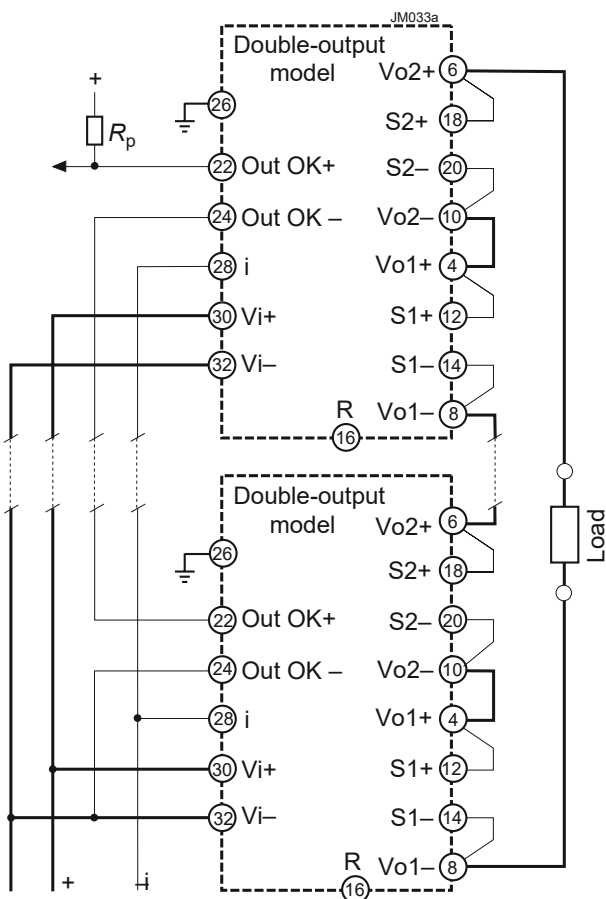 JM033a
Double-output
model
Vo2+ 6
+
26
S2+ 18
Rp
22 Out OK+
S2– 20
24 Out OK –
Vo2– 10
28 i
Vo1+ 4
30 Vi+
S1+ 12
32 Vi–
S1– 14
R
16
Vo1– 8
Double-output
model
Vo2+ 6
Load
26
S2+ 18
22 Out OK+
S2– 20
24 Out OK –
Vo2– 10
28 i
Vo1+ 4
30 Vi+
S1+ 12
32 Vi–
S1– 14
R
16
Vo1– 8
–
+
i